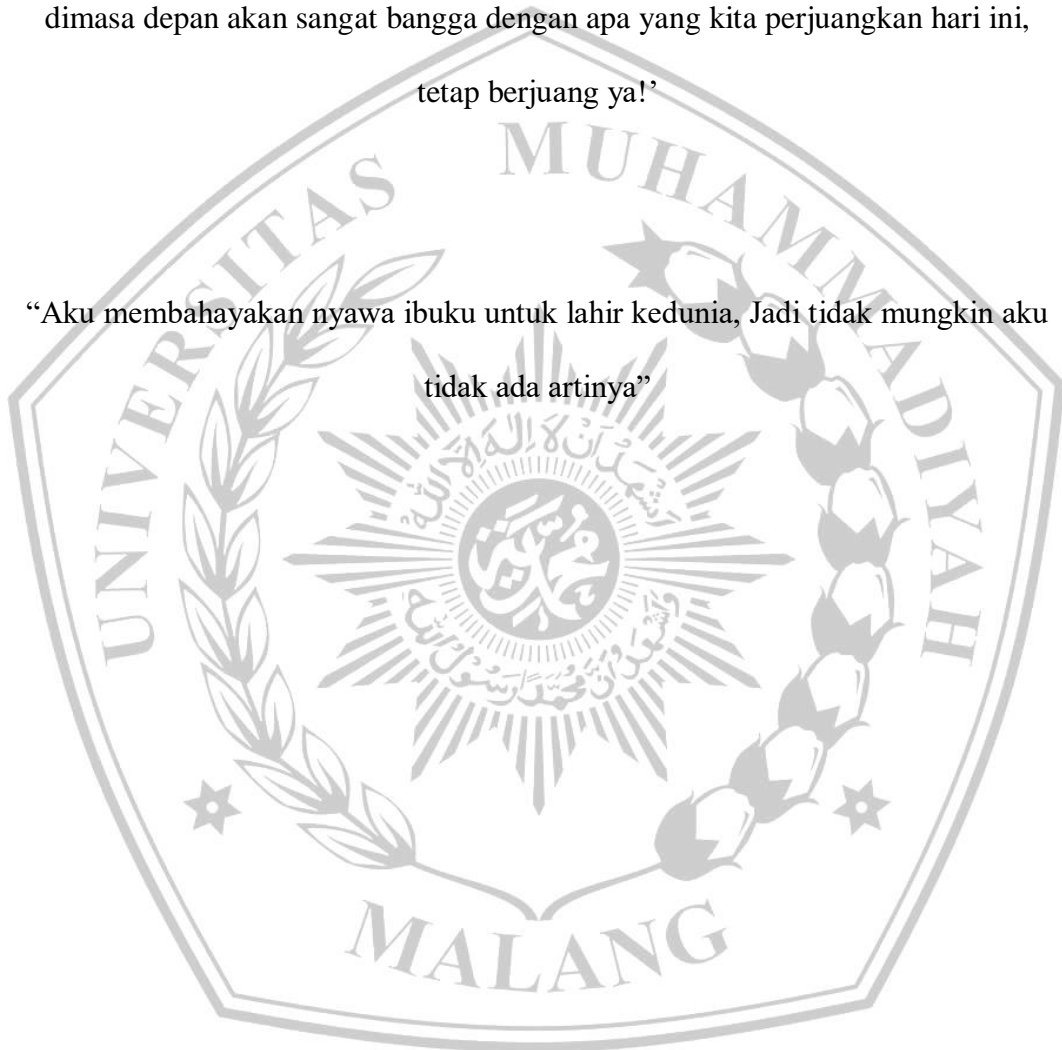 dimasa depan akan sangat bangga dengan apa yang kita perjuangkan hari ini,
tetap berjuang ya!’
UNIVERSITAS MUHAMMADIYAH
“Aku membahayakan nyawa ibuku untuk lahir kedunia, Jadi tidak mungkin aku
tidak ada artinya”
MALANG